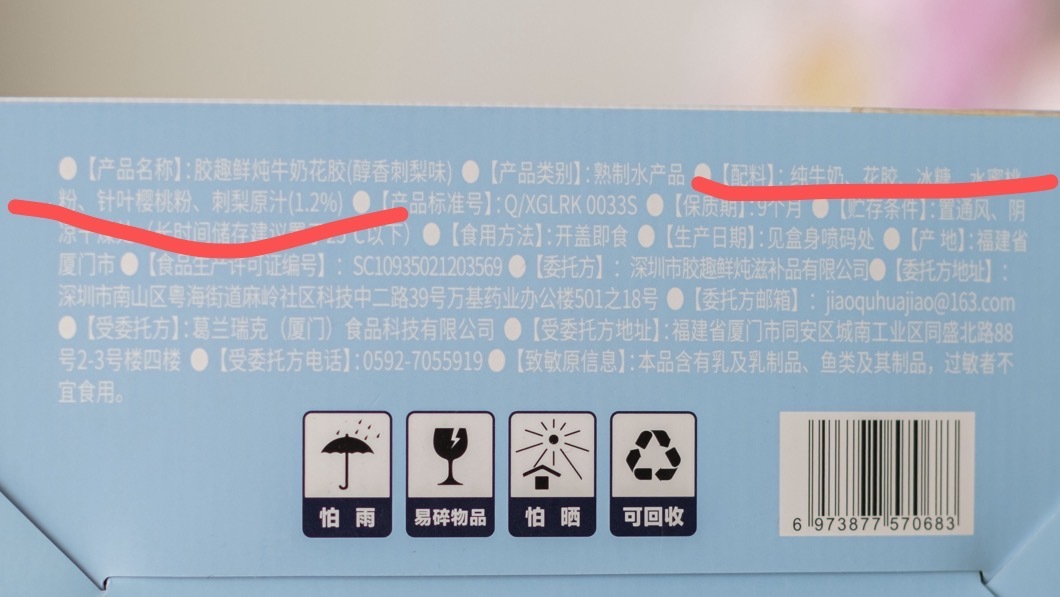 ●【产品名称】：胶趣鲜炖牛奶花胶(醇香刺梨味) ●【产品类别】：熟制水产品 ●【配料】：纯牛奶、花胶、冰糖、水蜜桃
粉、针叶樱桃粉、刺梨原汁(1.2%) ●【产品标准号】：Q/XGLRK 0033S ●【保质期】：9个月 ●【贮存条件】：置通风、阴
凉干燥处 长时间储存建议置于25℃以下） ●【食用方法】：开盖即食 ●【生产日期】：见盒身喷码处 ●【产 地】：福建省
厦门市 ●【食品生产许可证编号】： SC10935021203569 ●【委托方】： 深圳市胶趣鲜炖滋补品有限公司●【委托方地址】：
深圳市南山区粤海街道麻岭社区科技中二路39号万基药业办公楼501之18号 ●【委托方邮箱】： jiaoquhuajiao@163.com
●【受委托方】：葛兰瑞克（厦门）食品科技有限公司 ●【受委托方地址】：福建省厦门市同安区城南工业区同盛北路88
号2-3号楼四楼 ●【受委托方电话】：0592-7055919 ●【致敏原信息】：本品含有乳及乳制品、鱼类及其制品，过敏者不
宜食用。
怕 雨 易碎物品 怕 晒 可回收
6 973877 570683